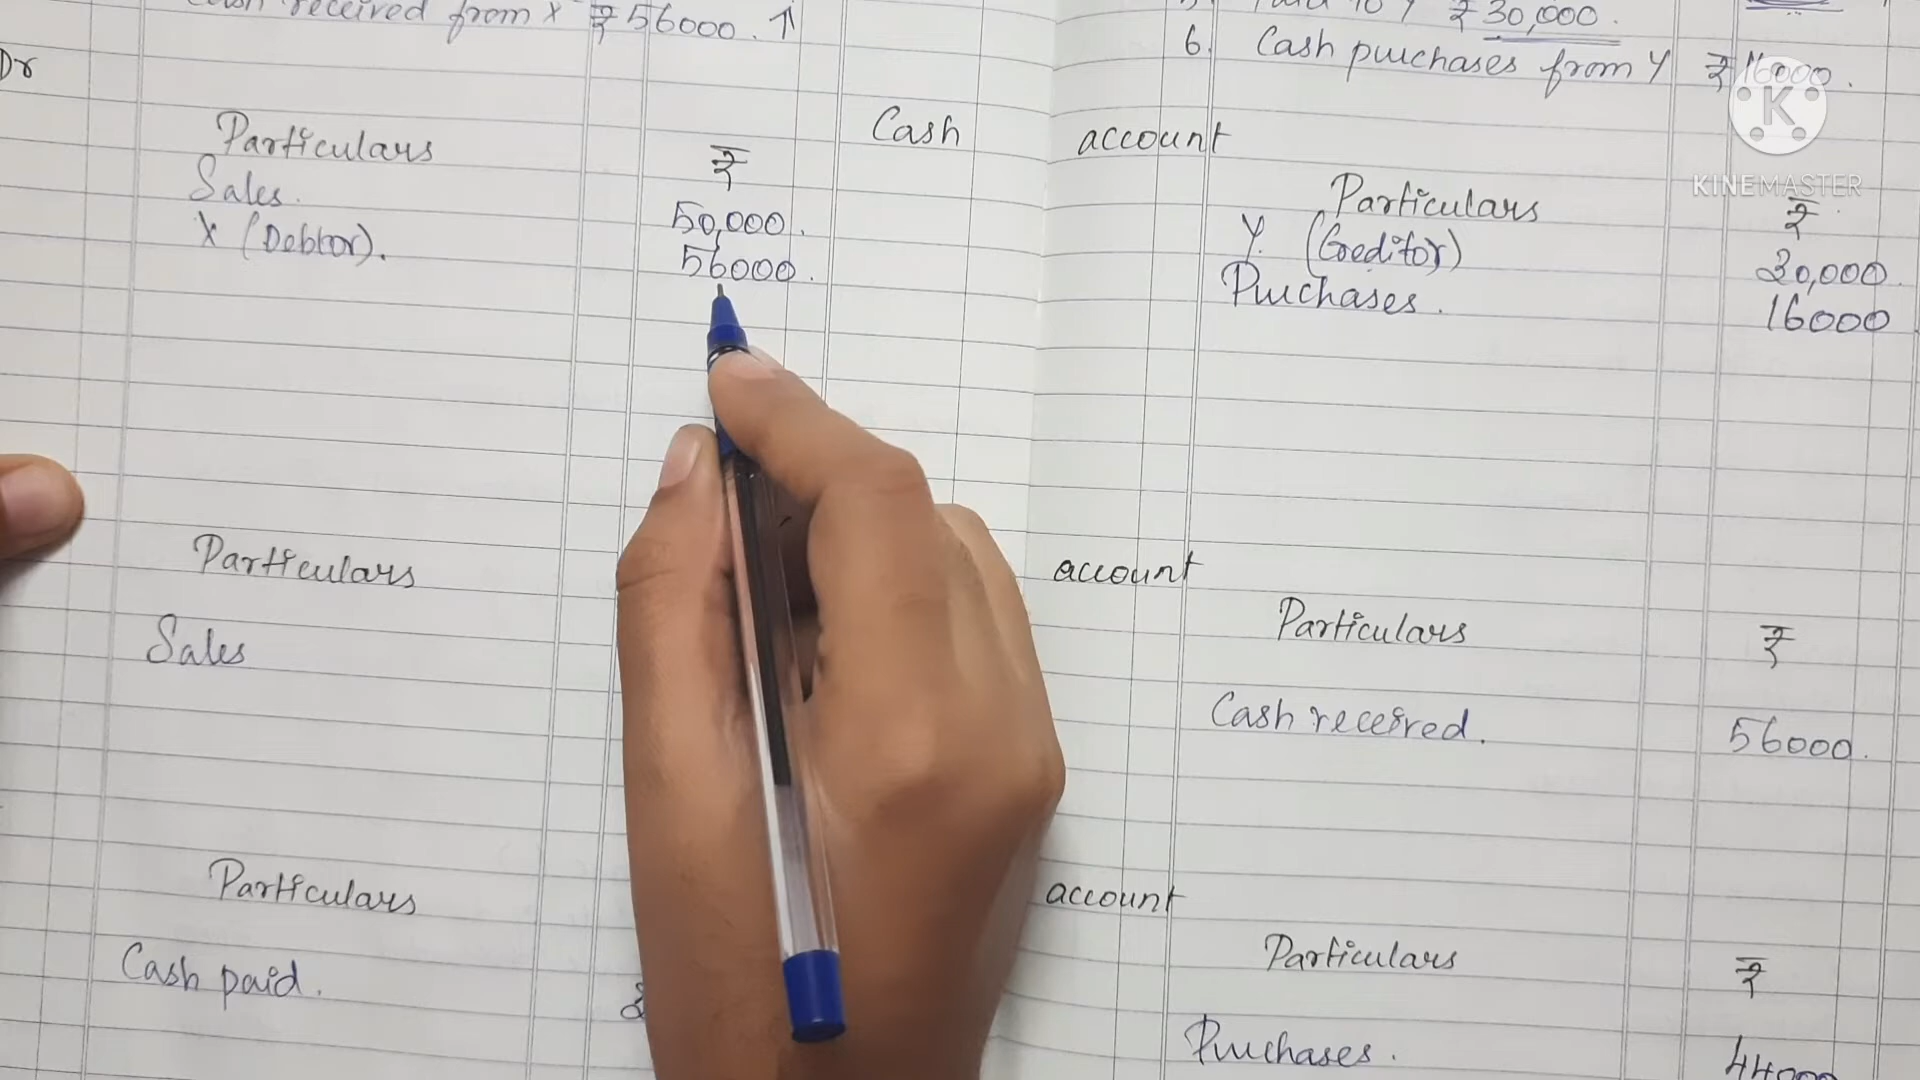 received from X ₹ 56000. ↑
₹ 30,000.
6. Cash purchases from Y ₹ 16000.
Dr
Cash account
Particulars ₹
Sales. 50,000.
X (Debtor). 56000.
Particulars ₹
Y. (Creditor) 30,000.
Purchases. 16000
K
KINEMASTER
account
Particulars
Sales
Particulars ₹
Cash received. 56000.
account
Particulars
Cash paid.
Particulars ₹
Purchases. 44000